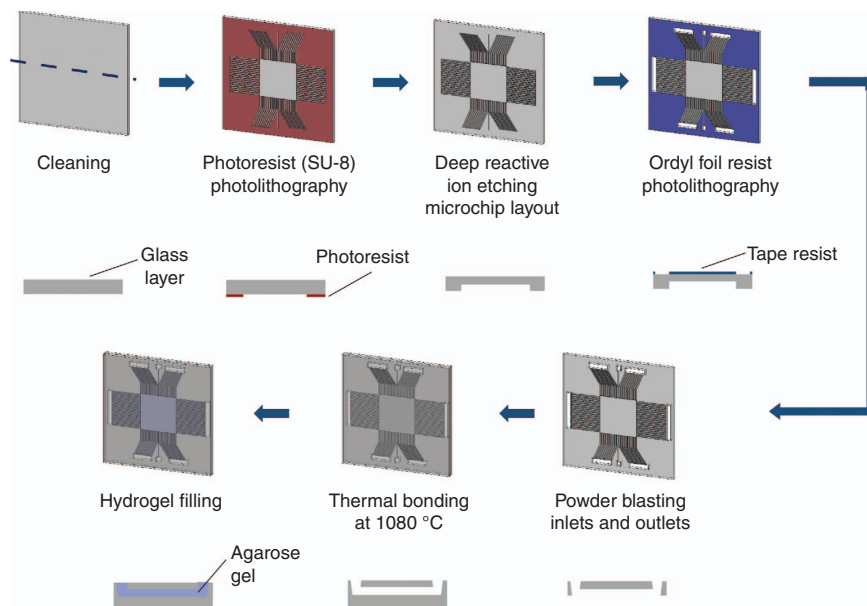 Cleaning
Photoresist (SU-8)
photolithography
Deep reactive
ion etching
microchip layout
Ordyl foil resist
photolithography
Glass
layer
Photoresist
Tape resist
Hydrogel filling
Thermal bonding
at 1080 °C
Powder blasting
inlets and outlets
Agarose
gel